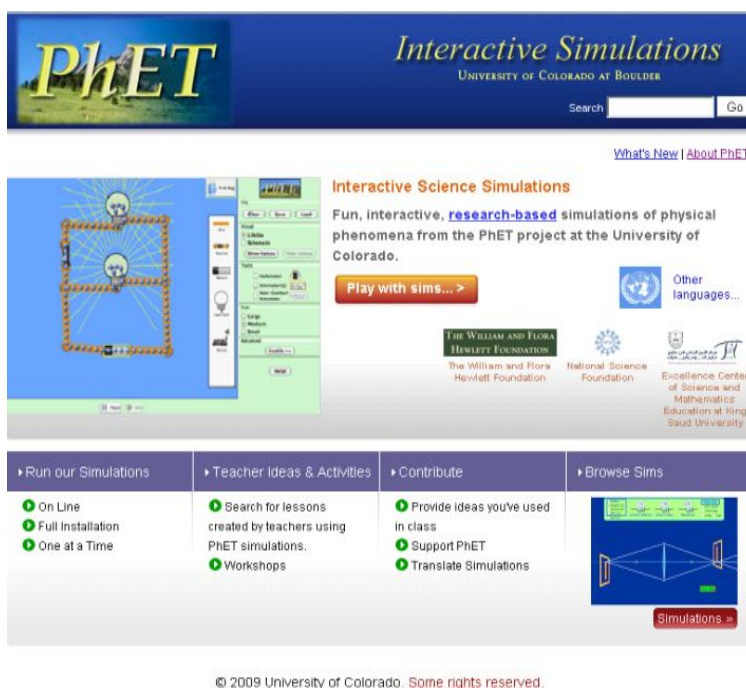 PhET
Interactive Simulations
UNIVERSITY OF COLORADO AT BOULDER
Search
Go
What's New | About PhET
Interactive Science Simulations
Fun, interactive, research-based simulations of physical
phenomena from the PhET project at the University of
Colorado.
Play with sims... >
Other
languages...
THE WILLIAM AND FLORA
HEWLETT FOUNDATION
The William and Flora
Hewlett Foundation
National Science
Foundation
Excellence Center
of Science and
Mathematics
Education at King
Saud University
Run our Simulations
On Line
Full Installation
One at a Time
Teacher Ideas & Activities
Search for lessons
created by teachers using
PhET simulations.
Workshops
Contribute
Provide ideas you've used
in class
Support PhET
Translate Simulations
Browse Sims
Simulations »
© 2009 University of Colorado. Some rights reserved.